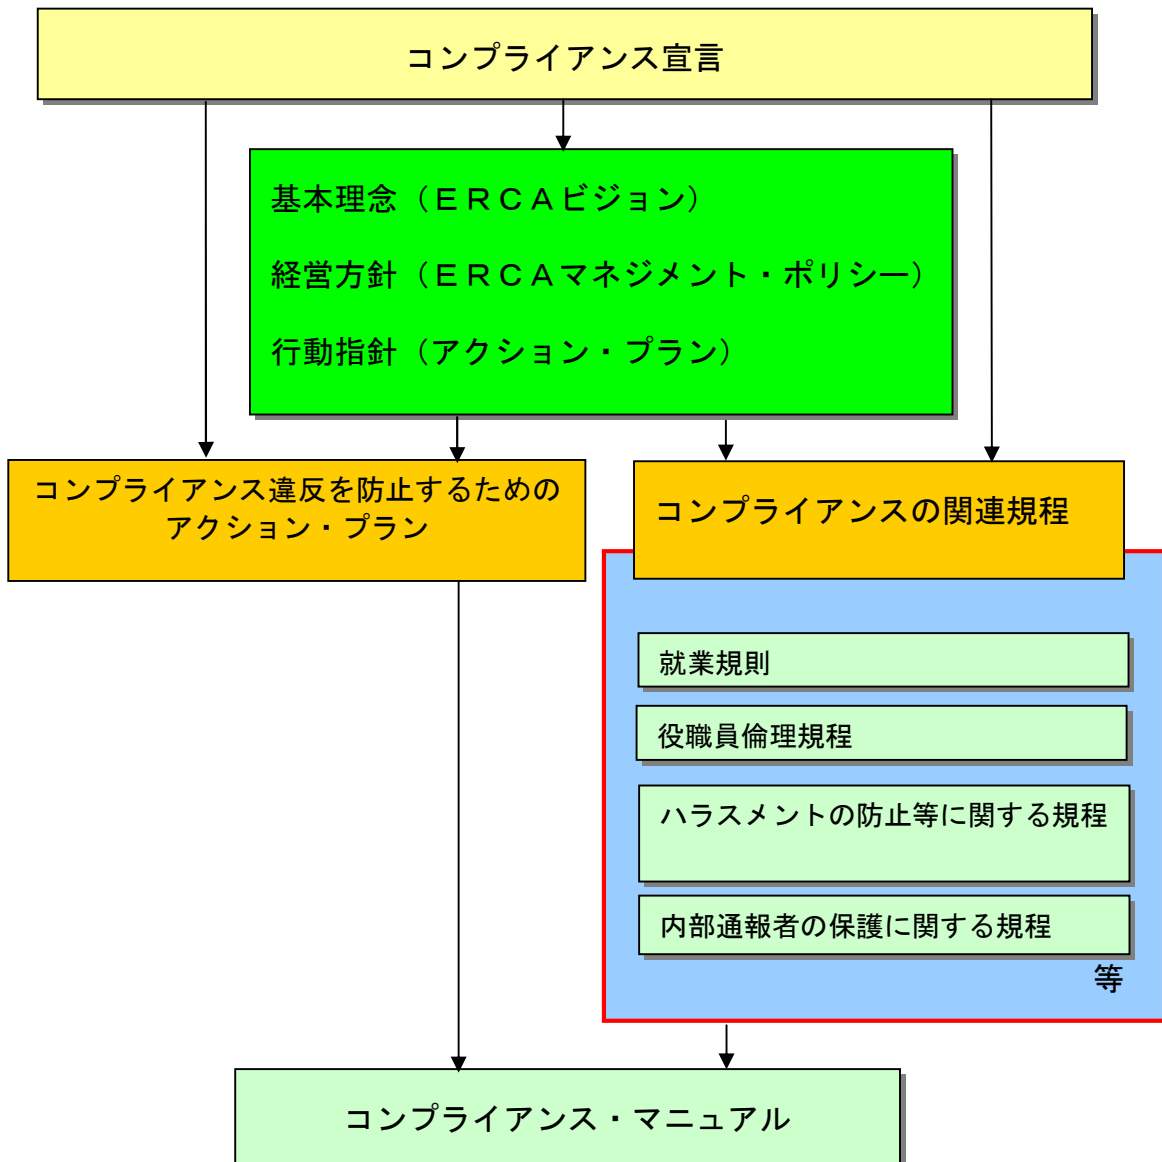 コンプライアンス宣言
基本理念（ＥＲＣＡビジョン）
経営方針（ＥＲＣＡマネジメント・ポリシー）
行動指針（アクション・プラン）
コンプライアンス違反を防止するための
アクション・プラン
コンプライアンスの関連規程
就業規則
役職員倫理規程
ハラスメントの防止等に関する規程
内部通報者の保護に関する規程
等
コンプライアンス・マニュアル